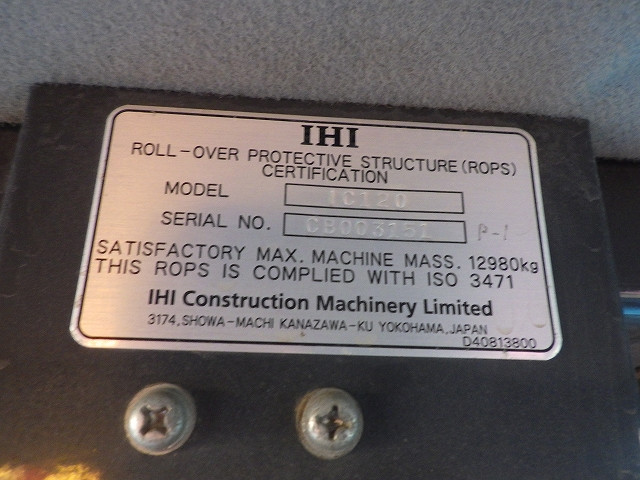 IHI
ROLL-OVER PROTECTIVE STRUCTURE (ROPS)
CERTIFICATION
MODEL IC120
SERIAL NO. CB003151 P-1
SATISFACTORY MAX. MACHINE MASS. 12980kg
THIS ROPS IS COMPLIED WITH ISO 3471
IHI Construction Machinery Limited
3174, SHOWA-MACHI KANAZAWA-KU YOKOHAMA, JAPAN
D40813800